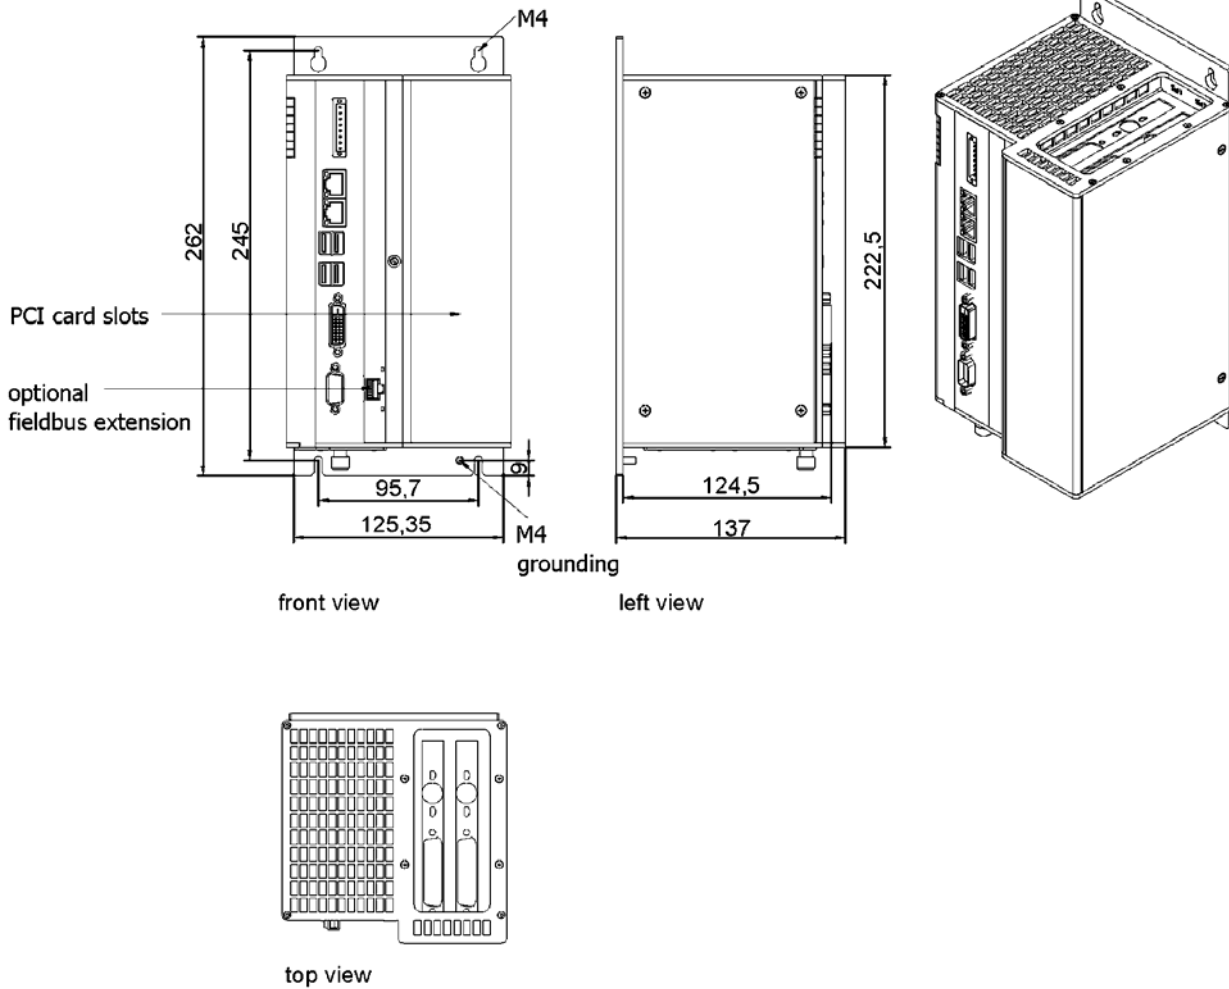 M4
262
245
222,5
PCI card slots
optional
fieldbus extension
9
95,7
124,5
125,35
M4
137
grounding
front view
left view
top view